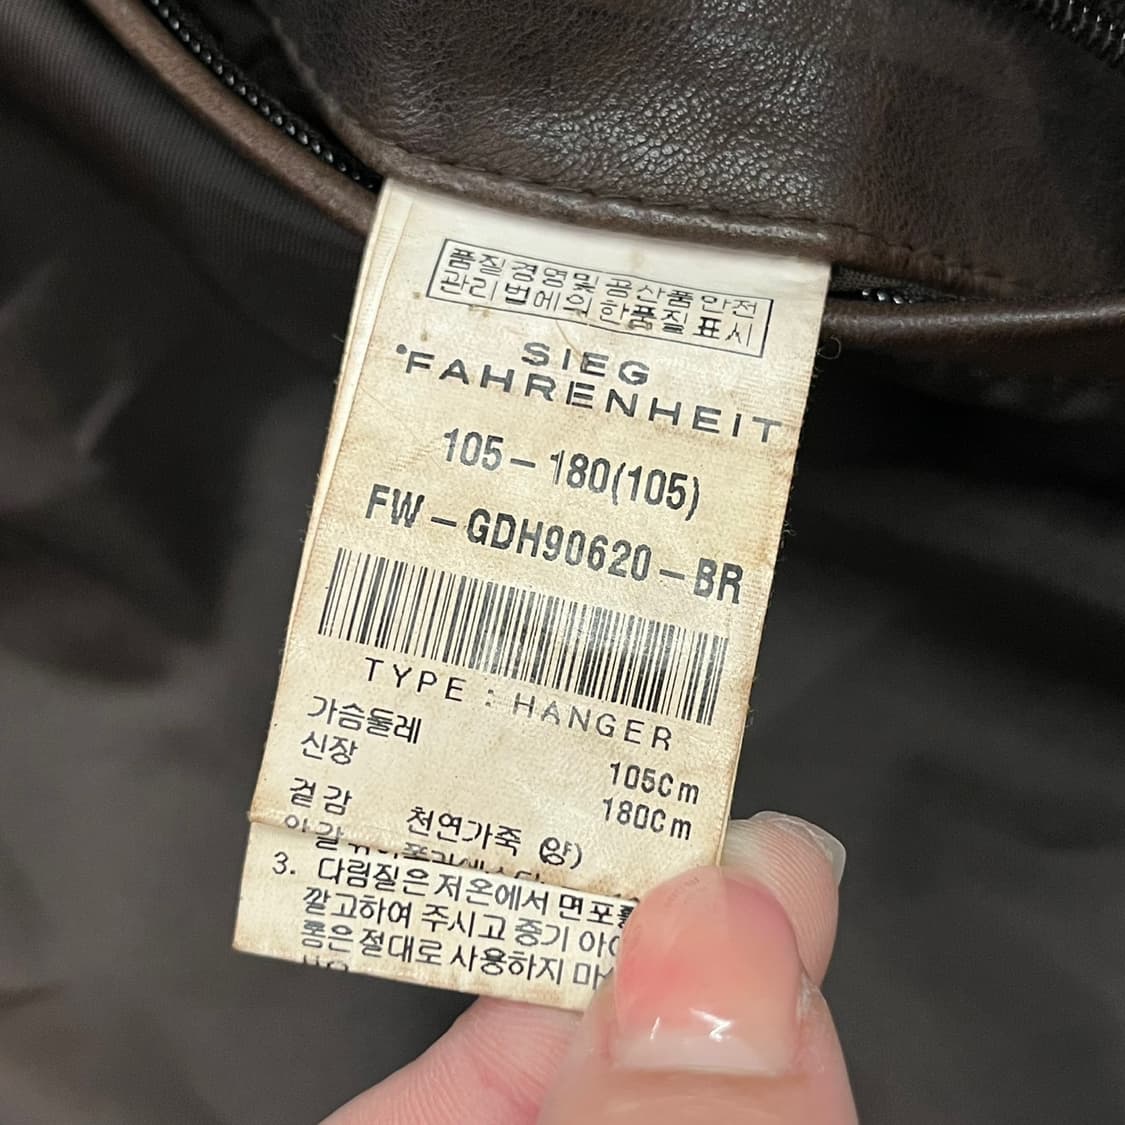 품질경영및공산품안전
관리법에의한품질표시
SIEG
FAHRENHEIT
105-180(105)
FW-GDH90620-BR
TYPE : HANGER
가슴둘레 105Cm
신장 180Cm
겉감 천연가죽 (양)
안감
3. 다림질은 저온에서 면포를
깔고하여 주시고 증기
절대로 사용하지